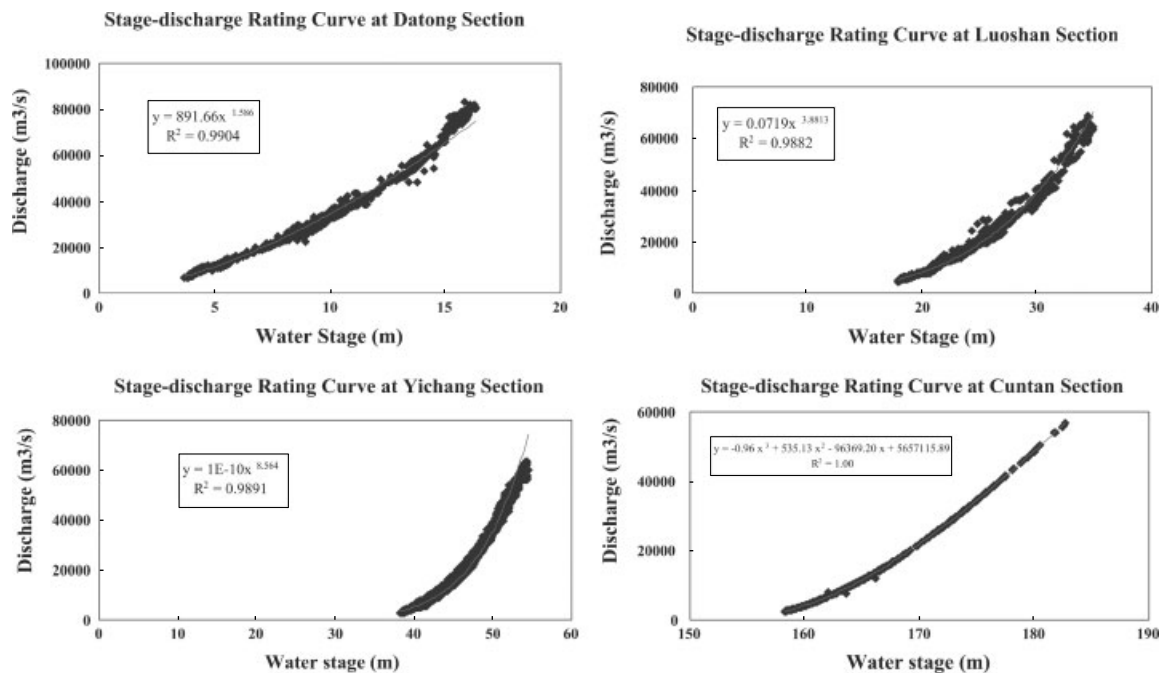 Stage-discharge Rating Curve at Datong Section
Discharge (m3/s)
100000
80000
60000
40000
20000
0
y = 891.66x 1.586
R2 = 0.9904
5
10
15
20
Water Stage (m)
Stage-discharge Rating Curve at Luoshan Section
Discharge (m3/s)
80000
60000
40000
20000
0
y = 0.0719x 3.8813
R2 = 0.9882
0
10
20
30
40
Water Stage (m)
Stage-discharge Rating Curve at Yichang Section
Discharge (m3/s)
80000
60000
40000
20000
0
y = 1E-10x 8.564
R2 = 0.9891
0
10
20
30
40
50
60
Water stage (m)
Stage-discharge Rating Curve at Cuntan Section
Discharge (m3/s)
60000
40000
20000
0
y = -0.96 x 3 + 535.13 x2 - 96369.20 x + 5657115.89
R2 = 1.00
150
160
170
180
190
Water stage (m)